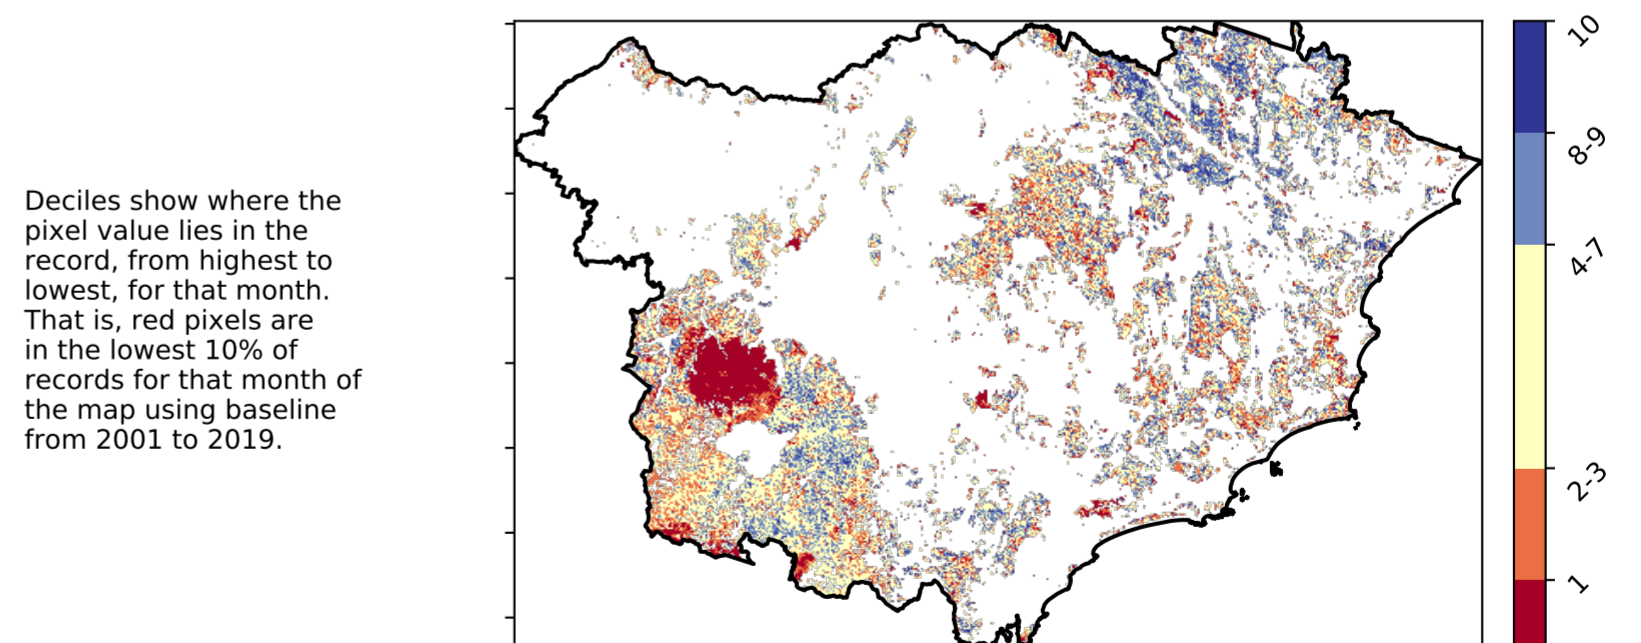 Deciles show where the
pixel value lies in the
record, from highest to
lowest, for that month.
That is, red pixels are
in the lowest 10% of
records for that month of
the map using baseline
from 2001 to 2019.
10
8-9
4-7
2-3
1